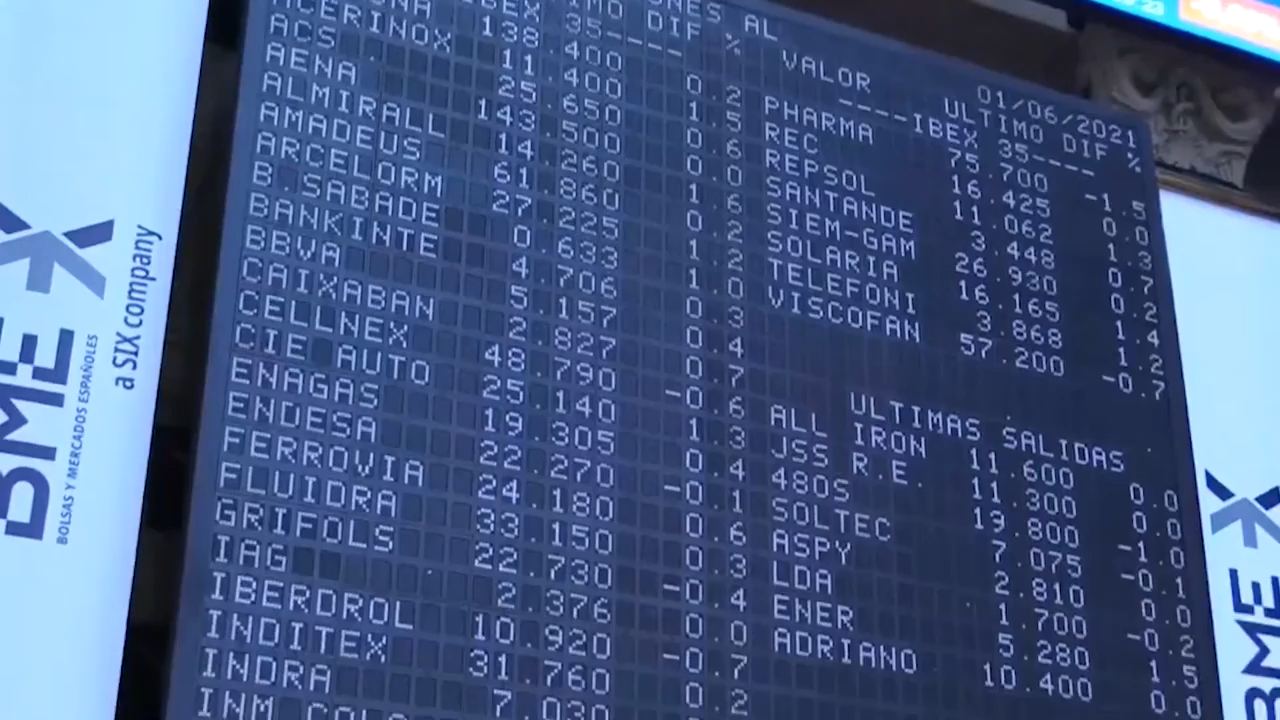 BME X
BOLSAS Y MERCADOS ESPAÑOLES
a SIX company
AL 01/06/2021
DIF %
IBEX 35----
138.400 0.2
ACERINOX 11.400 1.5
ACS 25.650 0.6
AENA 143.500 0.0
ALMIRALL 14.260 1.6
AMADEUS 61.860 0.2
ARCELORM 27.225 1.2
B.SABADE 0.633 1.0
BANKINTE 4.706 0.3
BBVA 5.157 0.4
CAIXABAN 2.827 0.7
CELLNEX 48.790 -0.6
CIE AUTO 25.140 1.3
ENAGAS 19.305 0.4
ENDESA 22.270 -0.1
FERROVIA 24.180 0.6
FLUIDRA 33.150 0.3
GRIFOLS 22.730 -0.4
IAG 2.376 0.0
IBERDROL 10.920 -0.7
INDITEX 31.760 0.2
INDRA 7.030
INM
VALOR ULTIMO DIF %
----IBEX 35----
PHARMA 75.700 -1.5
REC 16.425 0.0
REPSOL 11.062 1.3
SANTANDE 3.448 0.7
SIEM-GAM 26.930 0.2
SOLARIA 16.165 1.4
TELEFONI 3.868 1.2
VISCOFAN 57.200 -0.7
ULTIMAS SALIDAS
ALL IRON 11.600 0.0
JSS R.E. 11.300 0.0
480S 19.800 -1.0
SOLTEC 7.075 -0.1
ASPY 2.810 0.0
LDA 1.700 -0.2
ENER 5.280 1.5
ADRIANO 10.400 0.0
BME X